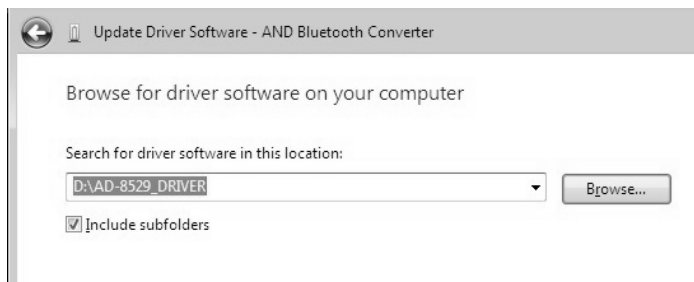 Update Driver Software - AND Bluetooth Converter
Browse for driver software on your computer
Search for driver software in this location:
D:\AD-8529_DRIVER
Browse...
Include subfolders